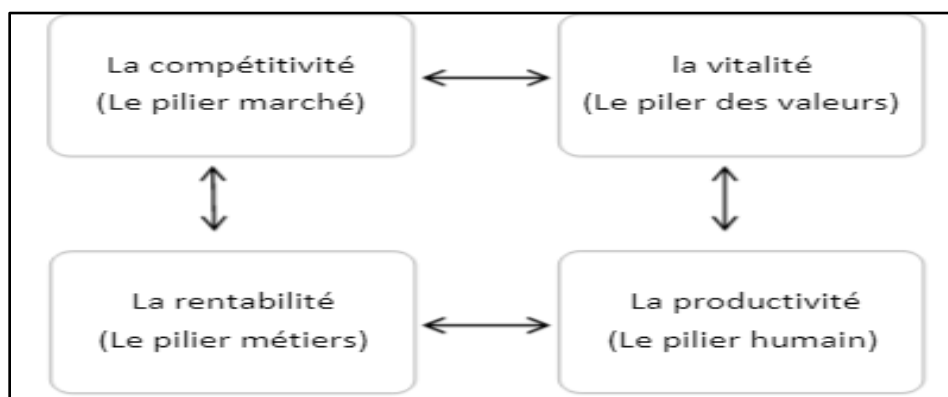 La compétitivité
(Le pilier marché)
la vitalité
(Le piler des valeurs)
La rentabilité
(Le pilier métiers)
La productivité
(Le pilier humain)